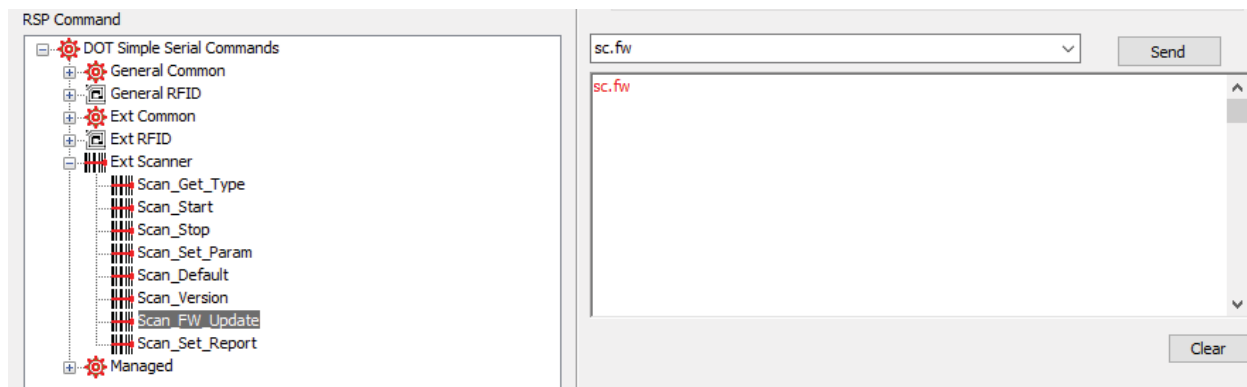 RSP Command
DOT Simple Serial Commands
General Common
General RFID
Ext Common
Ext RFID
Ext Scanner
Scan_Get_Type
Scan_Start
Scan_Stop
Scan_Set_Param
Scan_Default
Scan_Version
Scan_FW_Update
Scan_Set_Report
Managed
sc.fw
Send
sc.fw
Clear